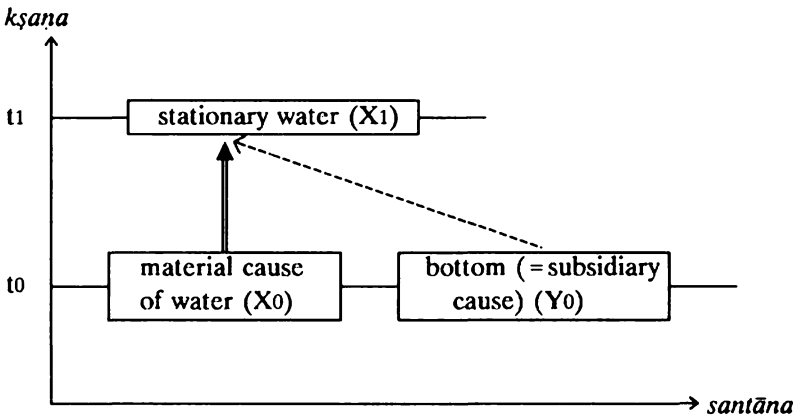 kṣaṇa
t1
stationary water (X1)
t0
material cause
of water (X0)
bottom (=subsidiary
cause) (Y0)
santāna